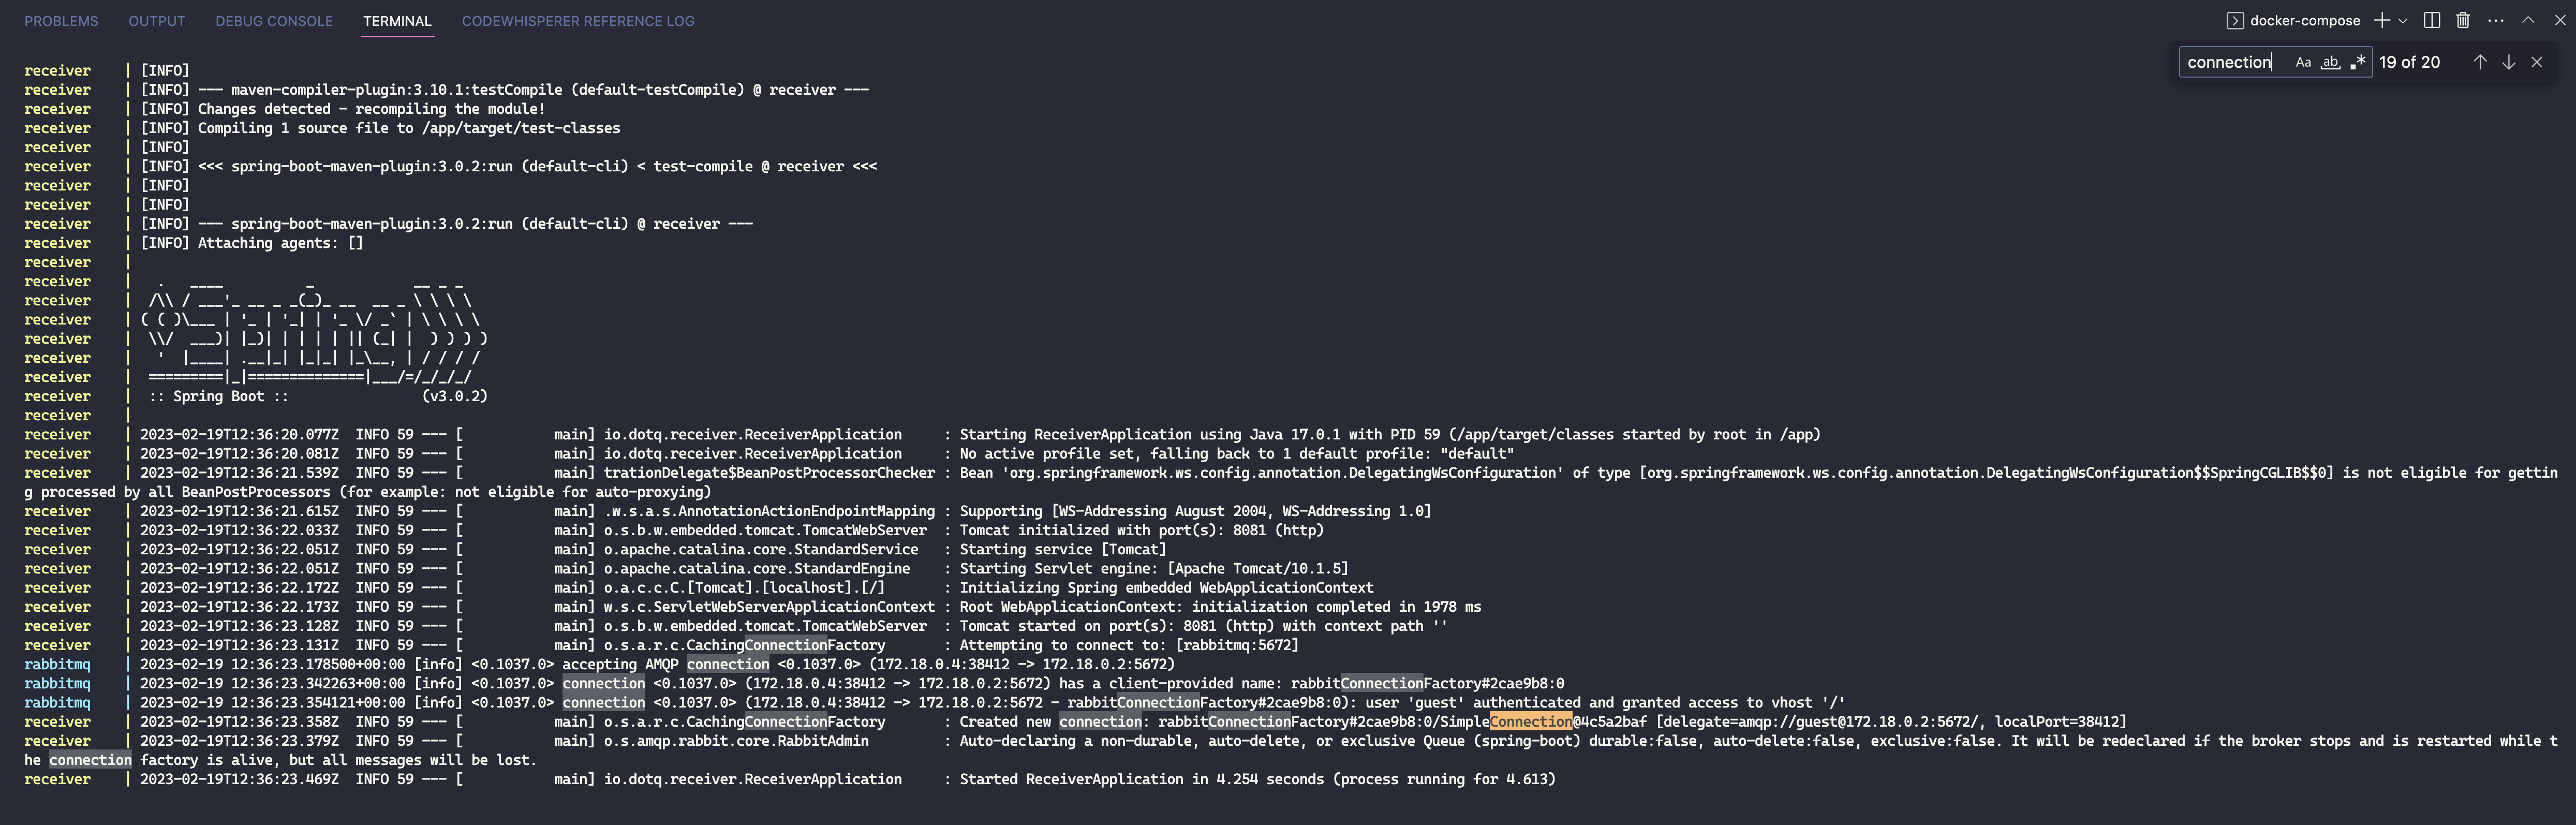 PROBLEMS OUTPUT DEBUG CONSOLE TERMINAL CODEWHISPERER REFERENCE LOG docker-compose
connection Aa ab .* 19 of 20
receiver | [INFO]
receiver | [INFO] --- maven-compiler-plugin:3.10.1:testCompile (default-testCompile) @ receiver ---
receiver | [INFO] Changes detected - recompiling the module!
receiver | [INFO] Compiling 1 source file to /app/target/test-classes
receiver | [INFO]
receiver | [INFO] <<< spring-boot-maven-plugin:3.0.2:run (default-cli) < test-compile @ receiver <<<
receiver | [INFO]
receiver | [INFO]
receiver | [INFO] --- spring-boot-maven-plugin:3.0.2:run (default-cli) @ receiver ---
receiver | [INFO] Attaching agents: []
receiver |
receiver |   .   ____          _            __ _ _
receiver |  /\\ / ___'_ __ _ _(_)_ __  __ _ \ \ \ \
receiver | ( ( )\___ | '_ | '_| | '_ \/ _` | \ \ \ \
receiver |  \\/  ___)| |_)| | | | | || (_| |  ) ) ) )
receiver |   '  |____| .__|_| |_|_| |_\__, | / / / /
receiver |  =========|_|==============|___/=/_/_/_/
receiver |  :: Spring Boot ::                (v3.0.2)
receiver |
receiver | 2023-02-19T12:36:20.077Z  INFO 59 --- [           main] io.dotq.receiver.ReceiverApplication     : Starting ReceiverApplication using Java 17.0.1 with PID 59 (/app/target/classes started by root in /app)
receiver | 2023-02-19T12:36:20.081Z  INFO 59 --- [           main] io.dotq.receiver.ReceiverApplication     : No active profile set, falling back to 1 default profile: "default"
receiver | 2023-02-19T12:36:21.539Z  INFO 59 --- [           main] trationDelegate$BeanPostProcessorChecker : Bean 'org.springframework.ws.config.annotation.DelegatingWsConfiguration' of type [org.springframework.ws.config.annotation.DelegatingWsConfiguration$$SpringCGLIB$$0] is not eligible for gettin
g processed by all BeanPostProcessors (for example: not eligible for auto-proxying)
receiver | 2023-02-19T12:36:21.615Z  INFO 59 --- [           main] .w.s.a.s.AnnotationActionEndpointMapping : Supporting [WS-Addressing August 2004, WS-Addressing 1.0]
receiver | 2023-02-19T12:36:22.033Z  INFO 59 --- [           main] o.s.b.w.embedded.tomcat.TomcatWebServer  : Tomcat initialized with port(s): 8081 (http)
receiver | 2023-02-19T12:36:22.051Z  INFO 59 --- [           main] o.apache.catalina.core.StandardService   : Starting service [Tomcat]
receiver | 2023-02-19T12:36:22.051Z  INFO 59 --- [           main] o.apache.catalina.core.StandardEngine    : Starting Servlet engine: [Apache Tomcat/10.1.5]
receiver | 2023-02-19T12:36:22.172Z  INFO 59 --- [           main] o.a.c.c.C.[Tomcat].[localhost].[/]       : Initializing Spring embedded WebApplicationContext
receiver | 2023-02-19T12:36:22.173Z  INFO 59 --- [           main] w.s.c.ServletWebServerApplicationContext : Root WebApplicationContext: initialization completed in 1978 ms
receiver | 2023-02-19T12:36:23.128Z  INFO 59 --- [           main] o.s.b.w.embedded.tomcat.TomcatWebServer  : Tomcat started on port(s): 8081 (http) with context path ''
receiver | 2023-02-19T12:36:23.131Z  INFO 59 --- [           main] o.s.a.r.c.CachingConnectionFactory       : Attempting to connect to: [rabbitmq:5672]
rabbitmq | 2023-02-19 12:36:23.178500+00:00 [info] <0.1037.0> accepting AMQP connection <0.1037.0> (172.18.0.4:38412 -> 172.18.0.2:5672)
rabbitmq | 2023-02-19 12:36:23.342263+00:00 [info] <0.1037.0> connection <0.1037.0> (172.18.0.4:38412 -> 172.18.0.2:5672) has a client-provided name: rabbitConnectionFactory#2cae9b8:0
rabbitmq | 2023-02-19 12:36:23.354121+00:00 [info] <0.1037.0> connection <0.1037.0> (172.18.0.4:38412 -> 172.18.0.2:5672 - rabbitConnectionFactory#2cae9b8:0): user 'guest' authenticated and granted access to vhost '/'
receiver | 2023-02-19T12:36:23.358Z  INFO 59 --- [           main] o.s.a.r.c.CachingConnectionFactory       : Created new connection: rabbitConnectionFactory#2cae9b8:0/SimpleConnection@4c5a2baf [delegate=amqp://guest@172.18.0.2:5672/, localPort=38412]
receiver | 2023-02-19T12:36:23.379Z  INFO 59 --- [           main] o.s.amqp.rabbit.core.RabbitAdmin         : Auto-declaring a non-durable, auto-delete, or exclusive Queue (spring-boot) durable:false, auto-delete:false, exclusive:false. It will be redeclared if the broker stops and is restarted while t
he connection factory is alive, but all messages will be lost.
receiver | 2023-02-19T12:36:23.469Z  INFO 59 --- [           main] io.dotq.receiver.ReceiverApplication     : Started ReceiverApplication in 4.254 seconds (process running for 4.613)